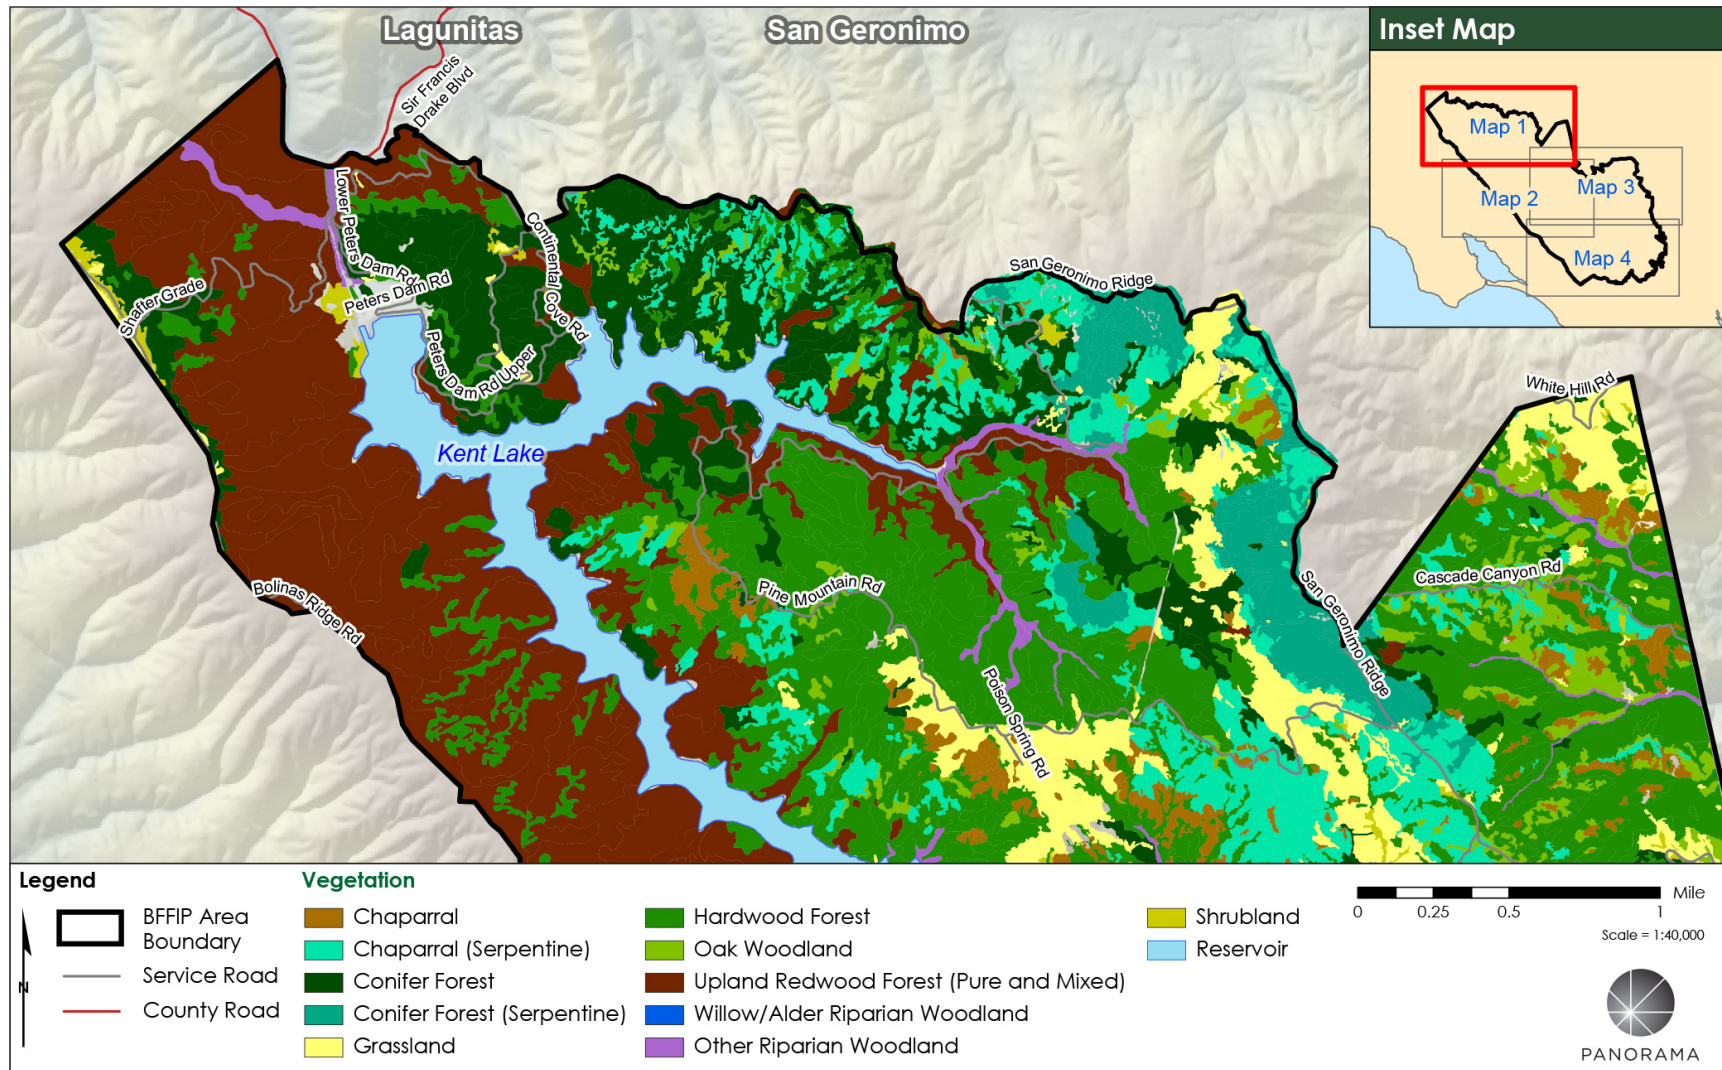 Lagunitas
San Geronimo
Sir Francis
Drake Blvd
Inset Map
Map 1
Map 2
Map 3
Map 4
Lower Peters
Dam Rd
Peters Dam Rd
Continental Cove Rd
Shafter Grade
Peters Dam Rd Upper
San Geronimo Ridge
White Hill Rd
Kent Lake
Bolinas Ridge Rd
Pine Mountain Rd
Cascade Canyon Rd
San Geronimo Ridge
Poison Spring Rd
Legend
N
BFFIP Area
Boundary
Service Road
County Road
Vegetation
Chaparral
Chaparral (Serpentine)
Conifer Forest
Conifer Forest (Serpentine)
Grassland
Hardwood Forest
Oak Woodland
Upland Redwood Forest (Pure and Mixed)
Willow/Alder Riparian Woodland
Other Riparian Woodland
Shrubland
Reservoir
Mile
0 0.25 0.5 1
Scale = 1:40,000
PANORAMA